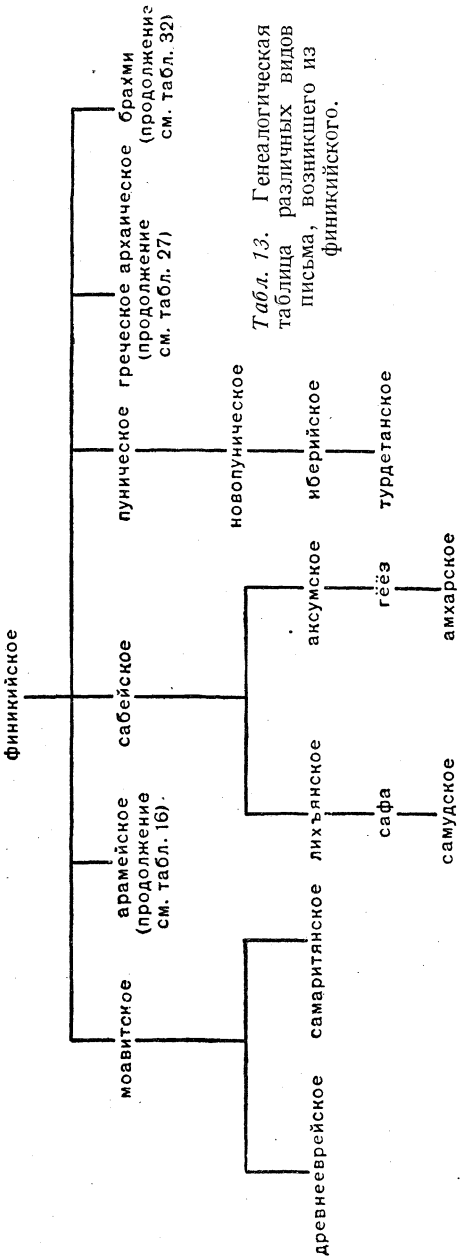 финикийское
моавитское
арамейское
(продолжение
см. табл. 16)
сабейское
пуническое
греческое архаическое
(продолжение
см. табл. 27)
брахми
(продолжение
см. табл. 32)
новопуническое
древнееврейское
самаритянское
лихъянское
аксумское
иберийское
сафа
гёёз
турдетанское
самудское
амхарское
Табл. 13. Генеалогическая
таблица различных видов
письма, возникшего из
финикийского.